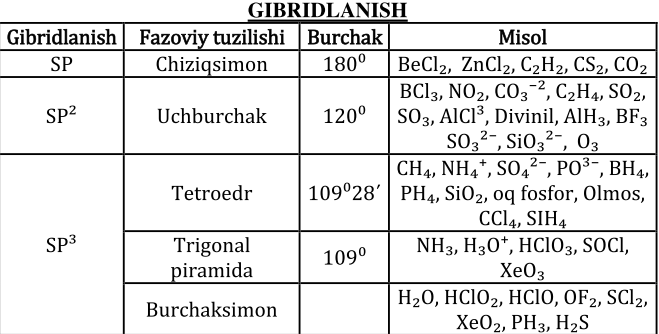 GIBRIDLANISH
Gibridlanish Fazoviy tuzilishi Burchak Misol
SP Chiziqsimon 180⁰ BeCl₂, ZnCl₂, C₂H₂, CS₂, CO₂
SP² Uchburchak 120⁰ BCl₃, NO₂, CO₃⁻², C₂H₄, SO₂,
SO₃, AlCl³, Divinil, AlH₃, BF₃
SO₃²⁻, SiO₃²⁻, O₃
SP³ Tetroedr 109⁰28′ CH₄, NH₄⁺, SO₄²⁻, PO³⁻, BH₄,
PH₄, SiO₂, oq fosfor, Olmos,
CCl₄, SIH₄
Trigonal piramida 109⁰ NH₃, H₃O⁺, HClO₃, SOCl,
XeO₃
Burchaksimon H₂O, HClO₂, HClO, OF₂, SCl₂,
XeO₂, PH₃, H₂S